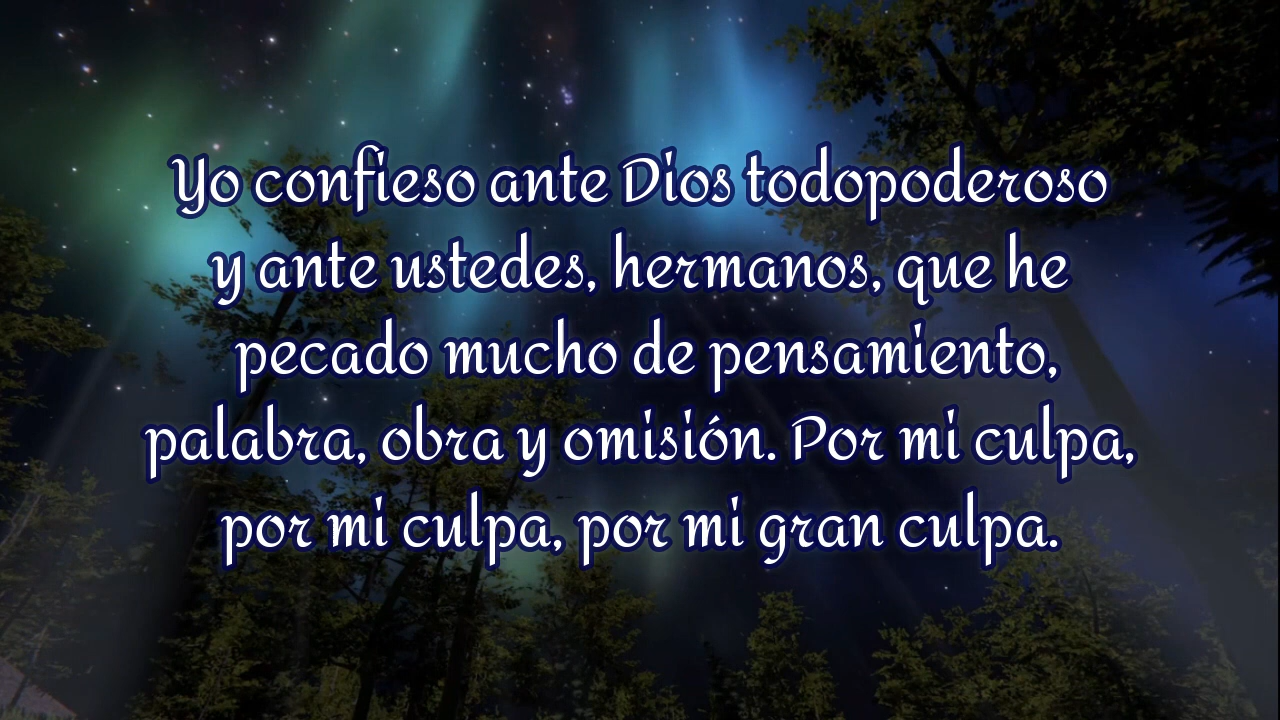 Yo confieso ante Dios todopoderoso
y ante ustedes, hermanos, que he
pecado mucho de pensamiento,
palabra, obra y omisión. Por mi culpa,
por mi culpa, por mi gran culpa.